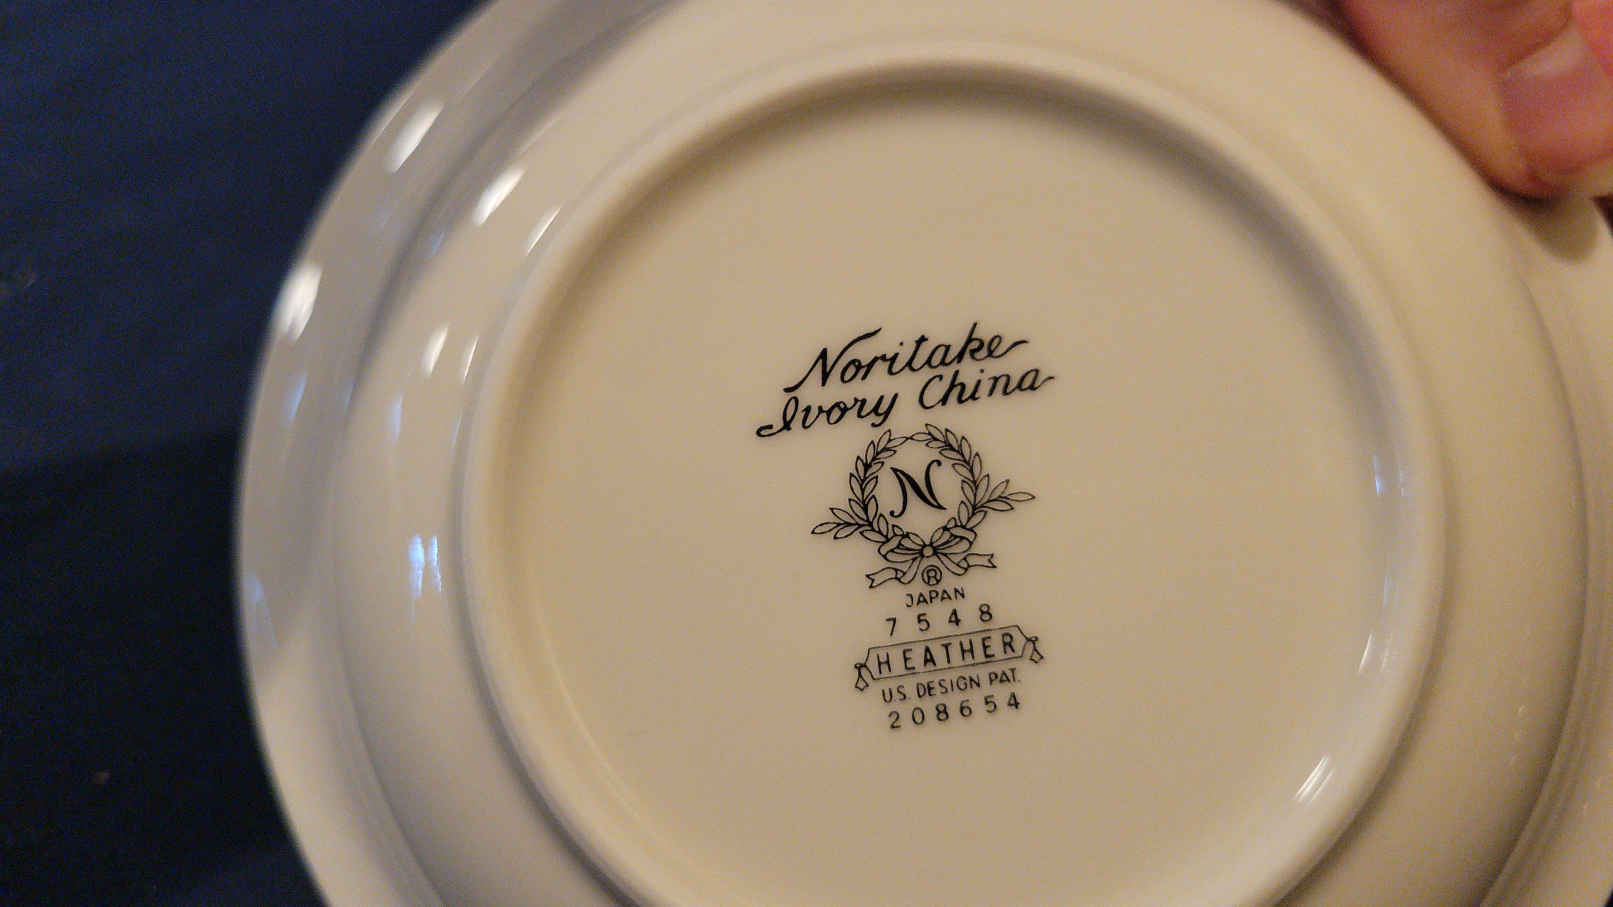 Noritake
Ivory China
N
®
JAPAN
7548
HEATHER
U.S. DESIGN PAT.
208654